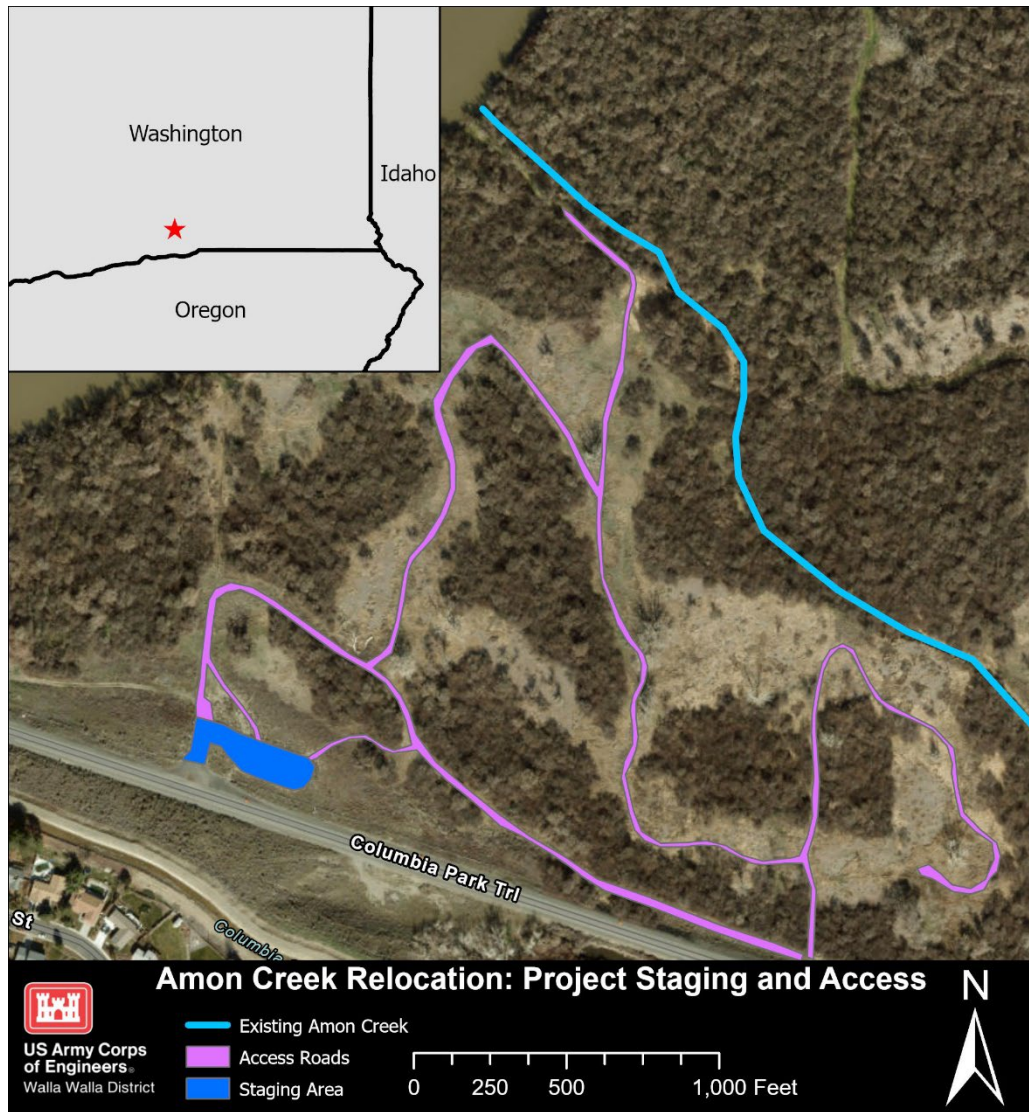 Washington
Idaho
Oregon
Columbia Park Trl
St
Columbia
Amon Creek Relocation: Project Staging and Access
N
US Army Corps
of Engineers®
Walla Walla District
Existing Amon Creek
Access Roads
Staging Area
0 250 500 1,000 Feet